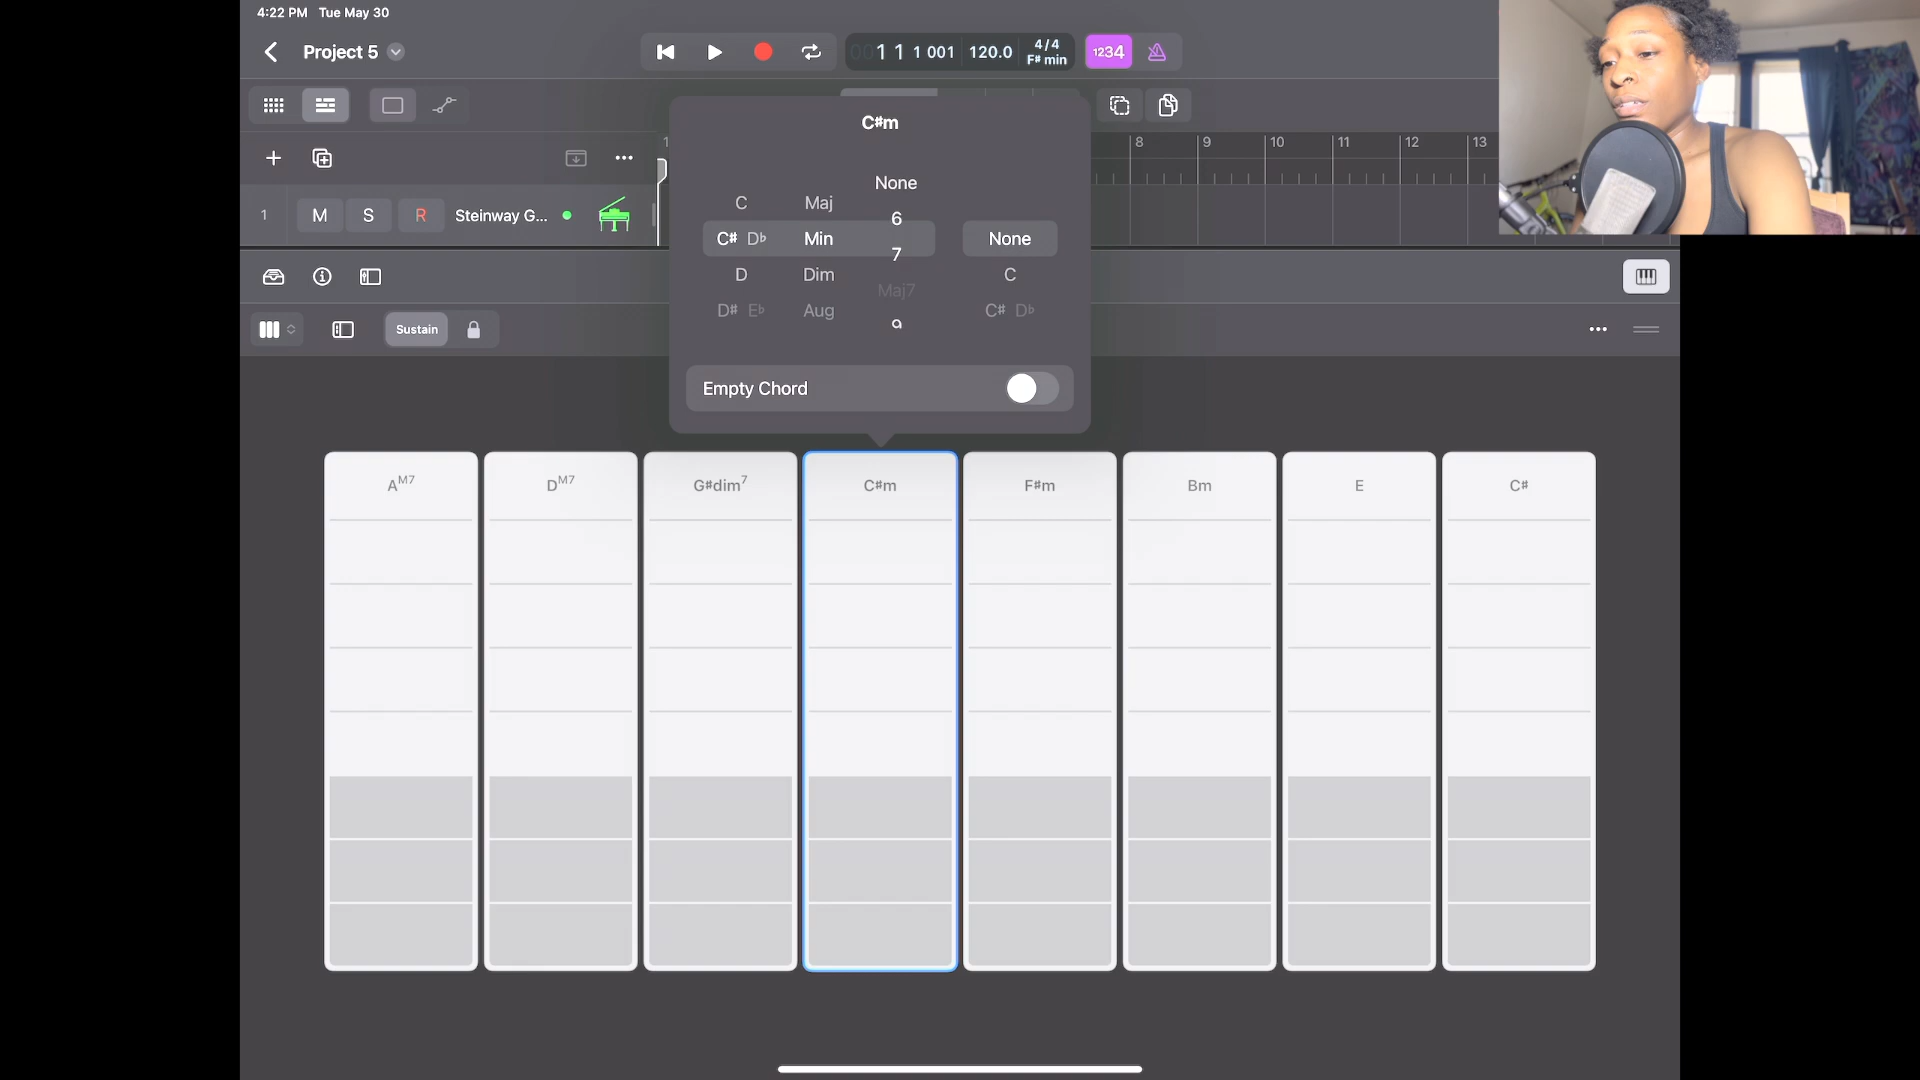 4:22 PM Tue May 30
Project 5
001 1 1 001 120.0 4/4 F# min
1234
1 8 9 10 11 12 13
1 M S R Steinway G...
C#m
None
C Maj 6
C# D♭ Min 7 None
D Dim Maj7 C
D# E♭ Aug 9 C# D♭
Empty Chord
Sustain
AM7 DM7 G#dim7 C#m F#m Bm E C#